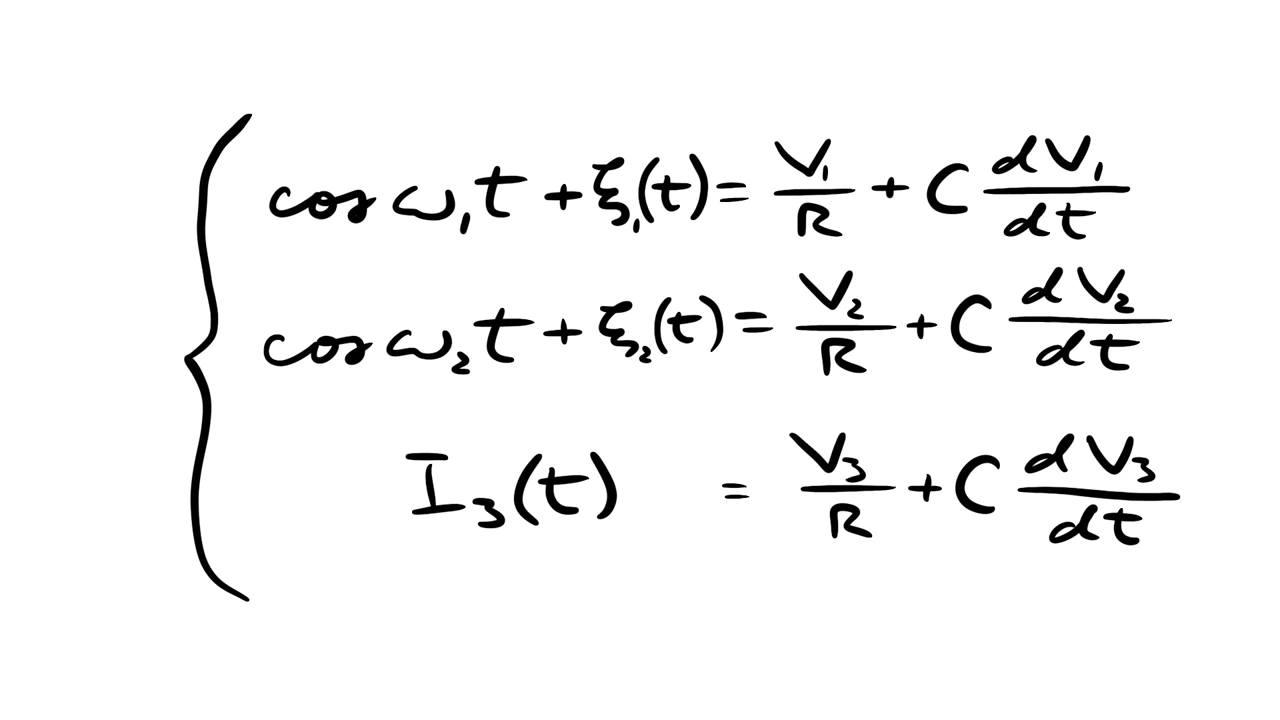 cos ω₁t + ξ₁(t) = V₁/R + C dV₁/dt
cos ω₂t + ξ₂(t) = V₂/R + C dV₂/dt
I₃(t) = V₃/R + C dV₃/dt